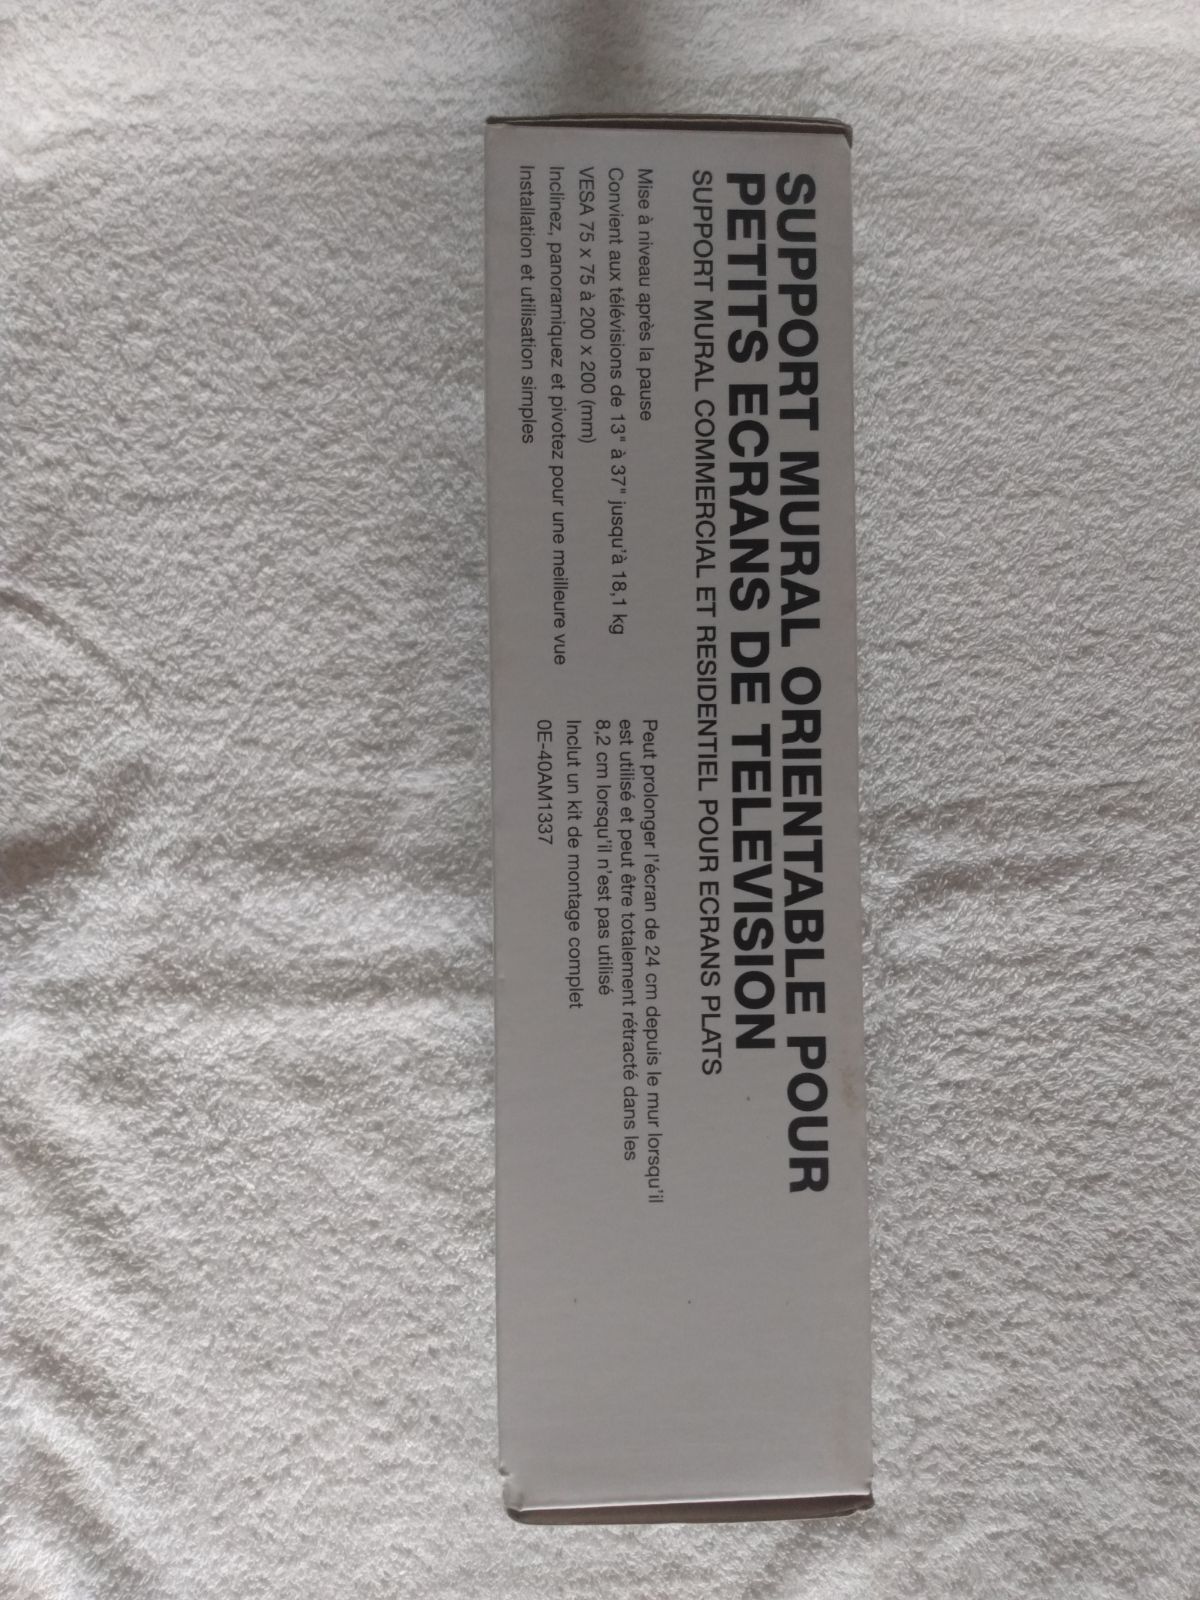 SUPPORT MURAL ORIENTABLE POUR
PETITS ECRANS DE TELEVISION
SUPPORT MURAL COMMERCIAL ET RESIDENTIEL POUR ECRANS PLATS
Mise à niveau après la pause
Convient aux télévisions de 13" à 37" jusqu'à 18,1 kg
VESA 75 x 75 à 200 x 200 (mm)
Inclinez, panoramiquez et pivotez pour une meilleure vue
Installation et utilisation simples
Peut prolonger l'écran de 24 cm depuis le mur lorsqu'il
est utilisé et peut être totalement rétracté dans les
8,2 cm lorsqu'il n'est pas utilisé
Inclut un kit de montage complet
0E-40AM1337